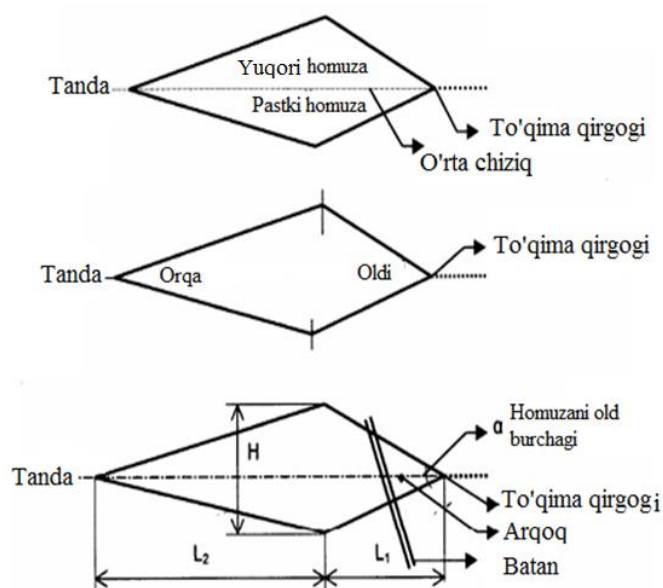 Yuqori homuza
Tanda
Pastki homuza
To'qima qirgogi
O'rta chiziq
To'qima qirgogi
Tanda
Orqa
Oldi
Homuzani old
α
burchagi
H
Tanda
To'qima qirgogi
Arqoq
L₂
L₁
Batan